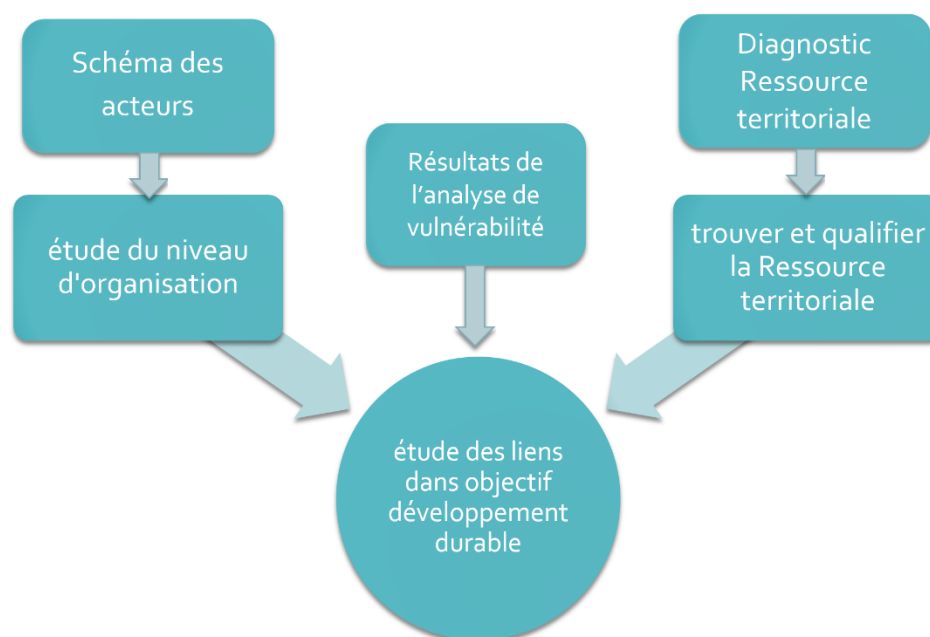 Schéma des
acteurs
étude du niveau
d'organisation
Résultats de
l'analyse de
vulnérabilité
Diagnostic
Ressource
territoriale
trouver et qualifier
la Ressource
territoriale
étude des liens
dans objectif
développement
durable